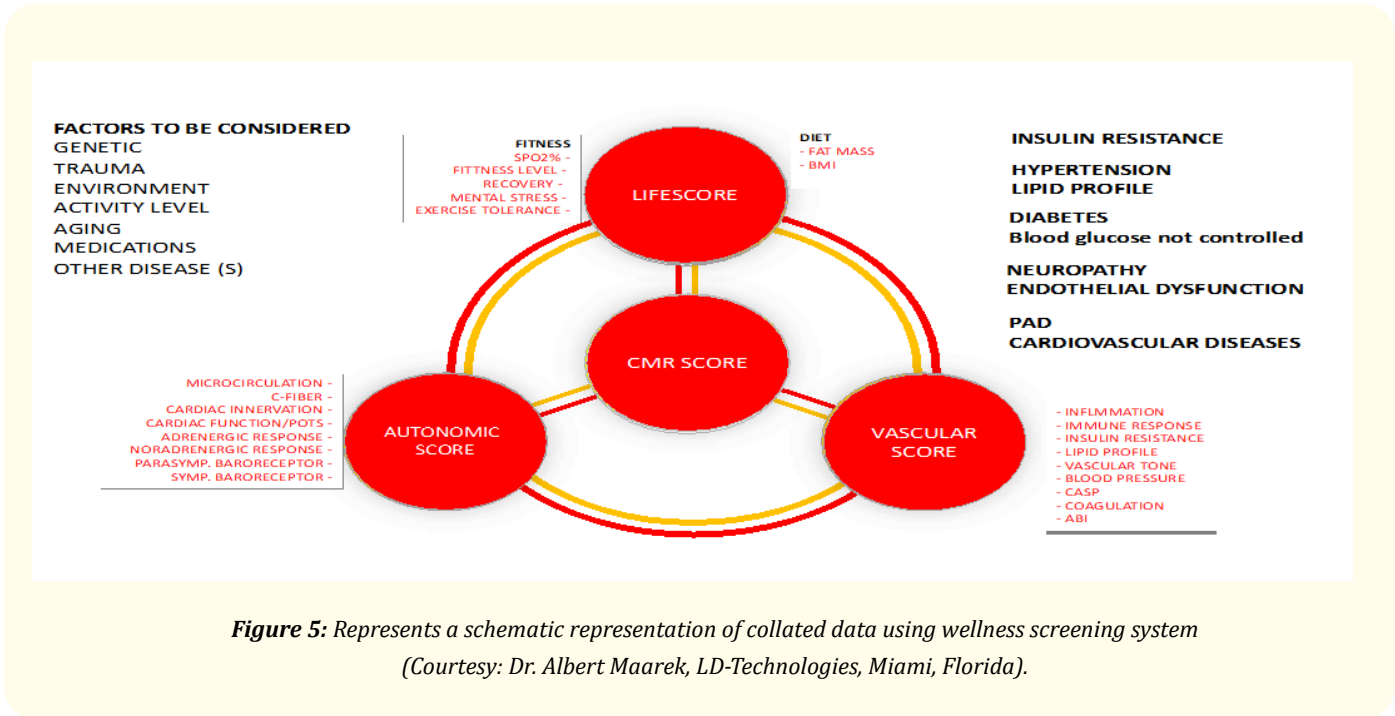 FACTORS TO BE CONSIDERED
GENETIC
TRAUMA
ENVIRONMENT
ACTIVITY LEVEL
AGING
MEDICATIONS
OTHER DISEASE (S)
FITNESS
SPO2% -
FITTNESS LEVEL -
RECOVERY -
MENTAL STRESS -
EXERCISE TOLERANCE -
LIFESCORE
DIET
- FAT MASS
- BMI
INSULIN RESISTANCE
HYPERTENSION
LIPID PROFILE
DIABETES
Blood glucose not controlled
NEUROPATHY
ENDOTHELIAL DYSFUNCTION
PAD
CARDIOVASCULAR DISEASES
CMR SCORE
MICROCIRCULATION -
C-FIBER -
CARDIAC INNERVATION -
CARDIAC FUNCTION/POTS -
ADRENERGIC RESPONSE -
NORADRENERGIC RESPONSE -
PARASYMP. BARORECEPTOR -
SYMP. BARORECEPTOR -
AUTONOMIC
SCORE
VASCULAR
SCORE
- INFLMMATION
- IMMUNE RESPONSE
- INSULIN RESISTANCE
- LIPID PROFILE
- VASCULAR TONE
- BLOOD PRESSURE
- CASP
- COAGULATION
- ABI
Figure 5: Represents a schematic representation of collated data using wellness screening system
(Courtesy: Dr. Albert Maarek, LD-Technologies, Miami, Florida).